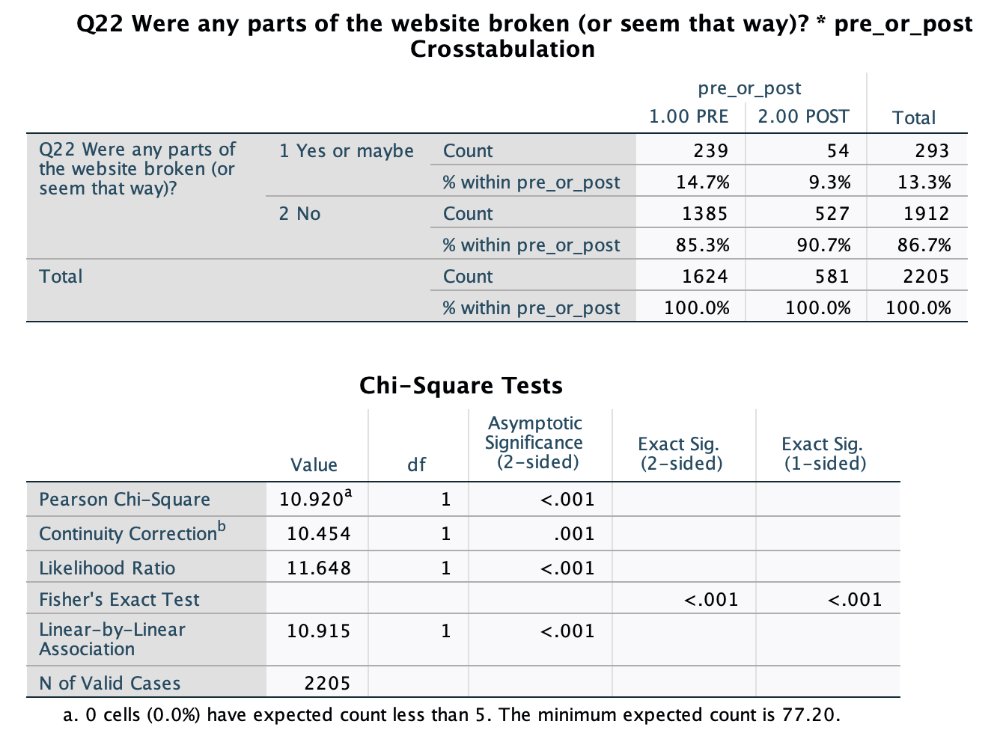 Q22 Were any parts of the website broken (or seem that way)? * pre_or_post
Crosstabulation
pre_or_post
1.00 PRE 2.00 POST Total
Q22 Were any parts of the website broken (or seem that way)? 1 Yes or maybe Count 239 54 293
% within pre_or_post 14.7% 9.3% 13.3%
2 No Count 1385 527 1912
% within pre_or_post 85.3% 90.7% 86.7%
Total Count 1624 581 2205
% within pre_or_post 100.0% 100.0% 100.0%
Chi-Square Tests
Value df Asymptotic Significance (2-sided) Exact Sig. (2-sided) Exact Sig. (1-sided)
Pearson Chi-Square 10.920a 1 <.001
Continuity Correctionb 10.454 1 .001
Likelihood Ratio 11.648 1 <.001
Fisher's Exact Test <.001 <.001
Linear-by-Linear Association 10.915 1 <.001
N of Valid Cases 2205
a. 0 cells (0.0%) have expected count less than 5. The minimum expected count is 77.20.